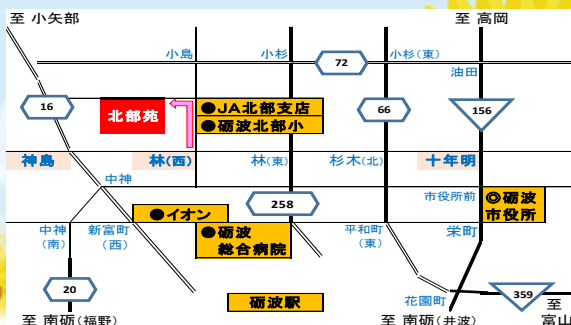 至 小矢部
至 高岡
小島
小杉
小杉(東)
72
油田
16
北部苑
●JA北部支店
●砺波北部小
66
156
神島
林(西)
林(東)
杉木(北)
十年明
中神
市役所前
◎砺波
市役所
258
●イオン
中神
(南)
新富町
(西)
●砺波
総合病院
平和町
(東)
栄町
20
砺波駅
花園町
359
至 南砺(福野)
至 南砺(井波)
至
富山